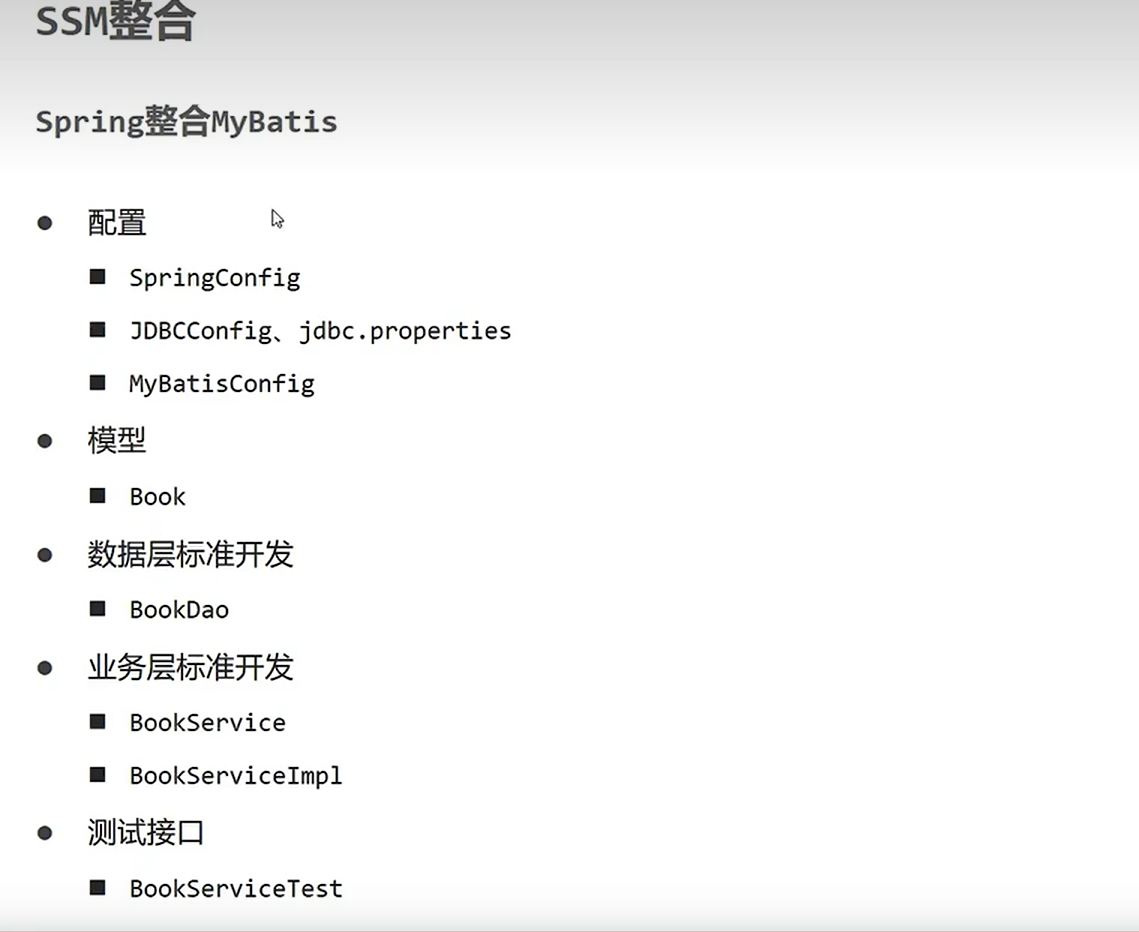 SSM整合
Spring整合MyBatis
配置
SpringConfig
JDBCConfig、jdbc.properties
MyBatisConfig
模型
Book
数据层标准开发
BookDao
业务层标准开发
BookService
BookServiceImpl
测试接口
BookServiceTest